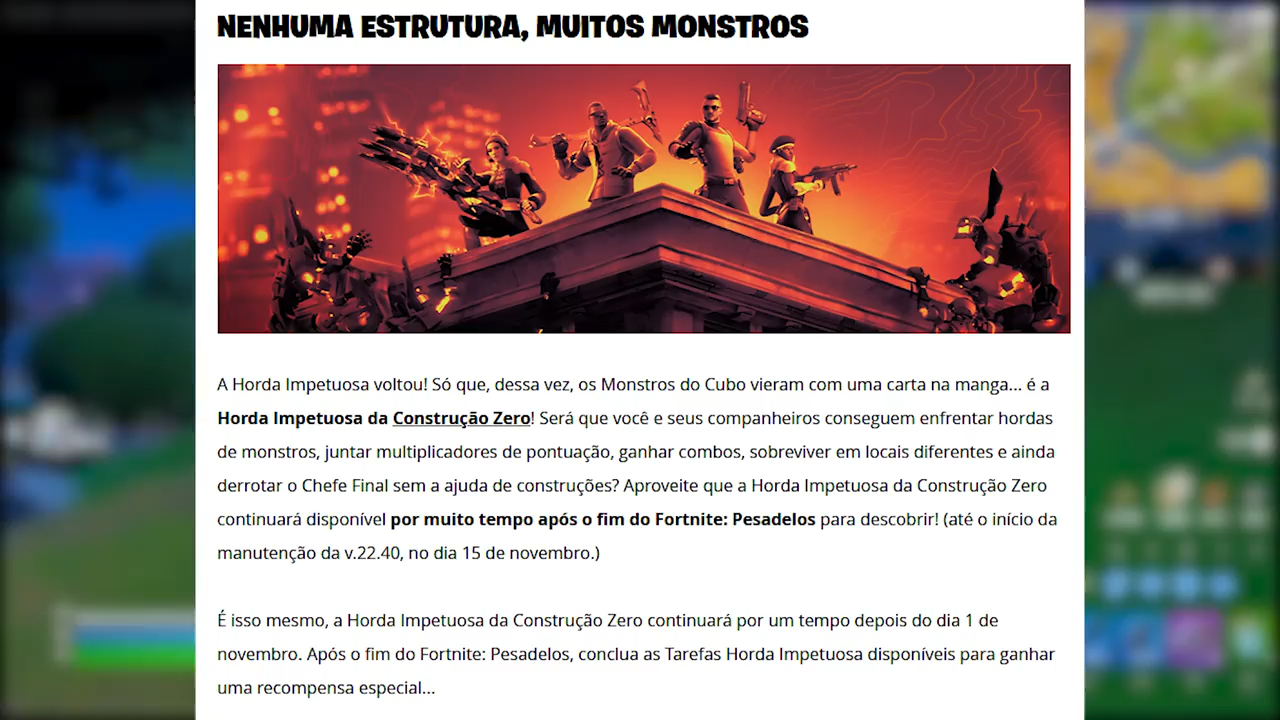 NENHUMA ESTRUTURA, MUITOS MONSTROS
A Horda Impetuosa voltou! Só que, dessa vez, os Monstros do Cubo vieram com uma carta na manga... é a
Horda Impetuosa da Construção Zero! Será que você e seus companheiros conseguem enfrentar hordas
de monstros, juntar multiplicadores de pontuação, ganhar combos, sobreviver em locais diferentes e ainda
derrotar o Chefe Final sem a ajuda de construções? Aproveite que a Horda Impetuosa da Construção Zero
continuará disponível por muito tempo após o fim do Fortnite: Pesadelos para descobrir! (até o início da
manutenção da v.22.40, no dia 15 de novembro.)
É isso mesmo, a Horda Impetuosa da Construção Zero continuará por um tempo depois do dia 1 de
novembro. Após o fim do Fortnite: Pesadelos, conclua as Tarefas Horda Impetuosa disponíveis para ganhar
uma recompensa especial...